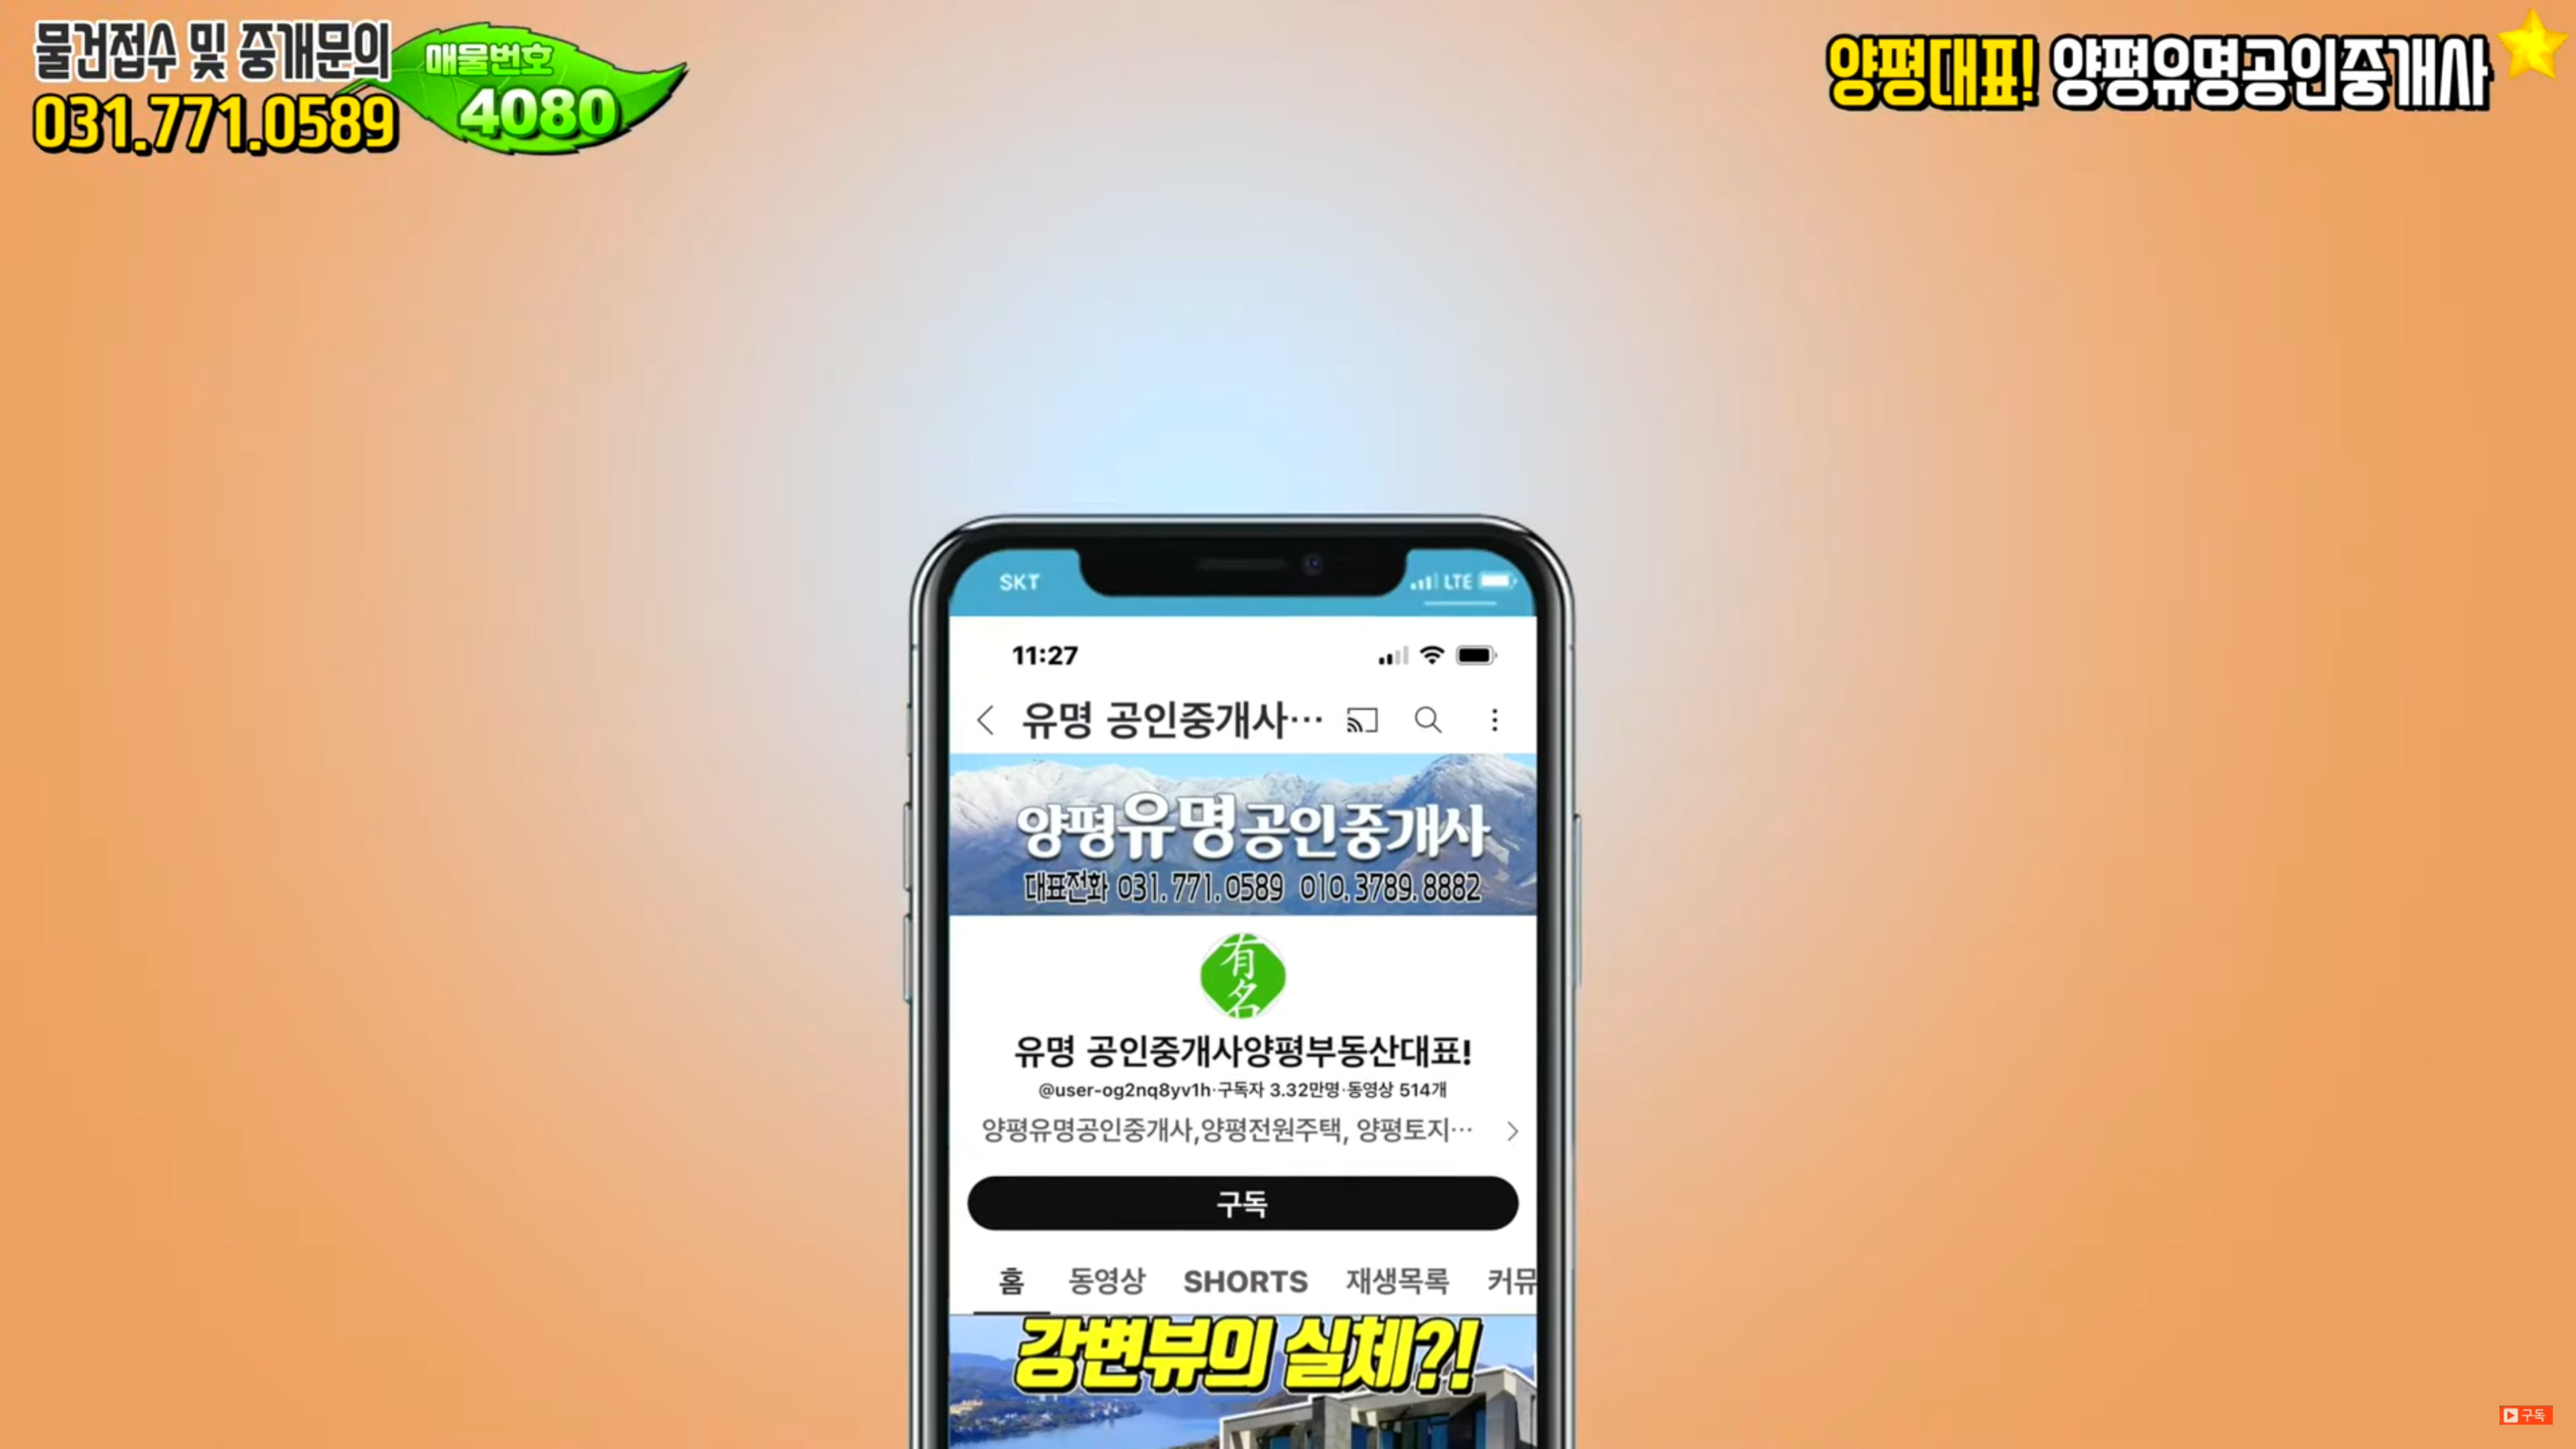 물건접수 및 중개문의
031.771.0589
매물번호
4080
양평대표! 양평유명공인중개사
SKT
LTE
11:27
유명 공인중개사···
양평유명공인중개사
대표전화 031.771.0589 010.3789.8882
有名
유명 공인중개사양평부동산대표!
@user-og2nq8yv1h·구독자 3.32만명·동영상 514개
양평유명공인중개사,양평전원주택, 양평토지···
구독
홈 동영상 SHORTS 재생목록 커뮤
강변뷰의 실체?!
구독